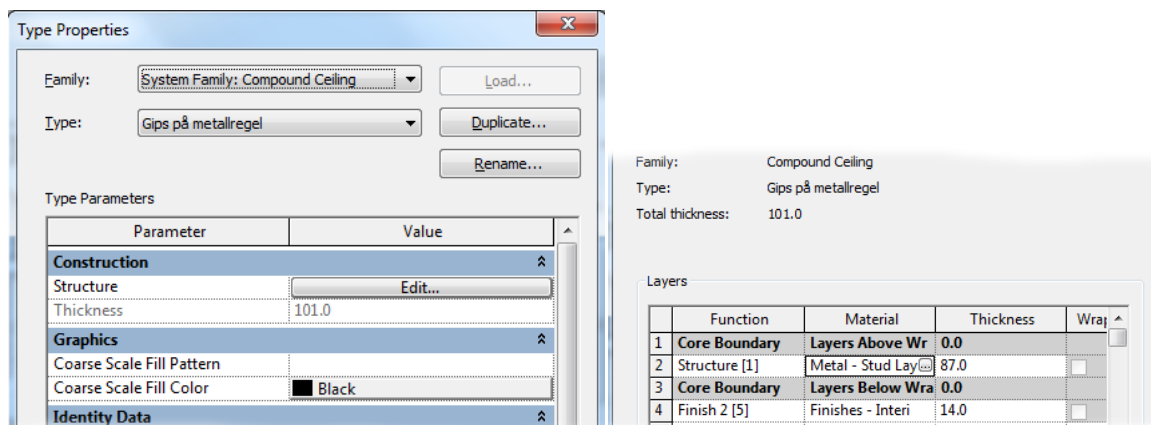 Type Properties
x
Family: System Family: Compound Ceiling Load...
Type: Gips på metallregel Duplicate...
Rename...
Type Parameters
Parameter Value
Construction
Structure Edit...
Thickness 101.0
Graphics
Coarse Scale Fill Pattern
Coarse Scale Fill Color Black
Identity Data
Family: Compound Ceiling
Type: Gips på metallregel
Total thickness: 101.0
Layers
Function Material Thickness Wrap
1 Core Boundary Layers Above Wr 0.0
2 Structure [1] Metal - Stud Lay ... 87.0
3 Core Boundary Layers Below Wra 0.0
4 Finish 2 [5] Finishes - Interi 14.0